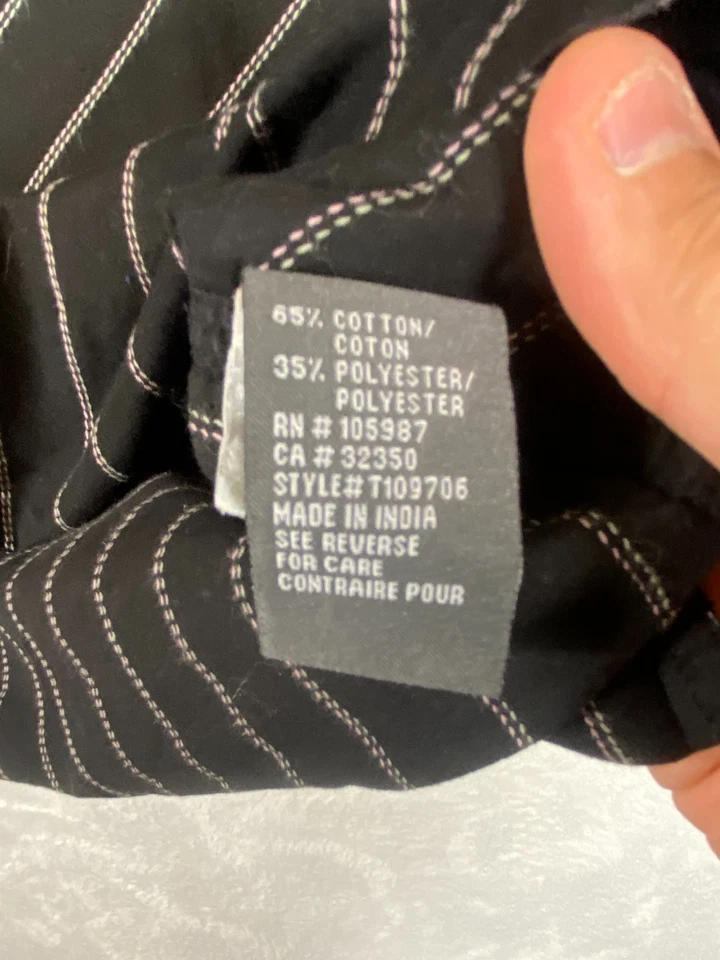 65% COTTON/
COTON
35% POLYESTER/
POLYESTER
RN # 105987
CA # 32350
STYLE# T109706
MADE IN INDIA
SEE REVERSE
FOR CARE
CONTRAIRE POUR